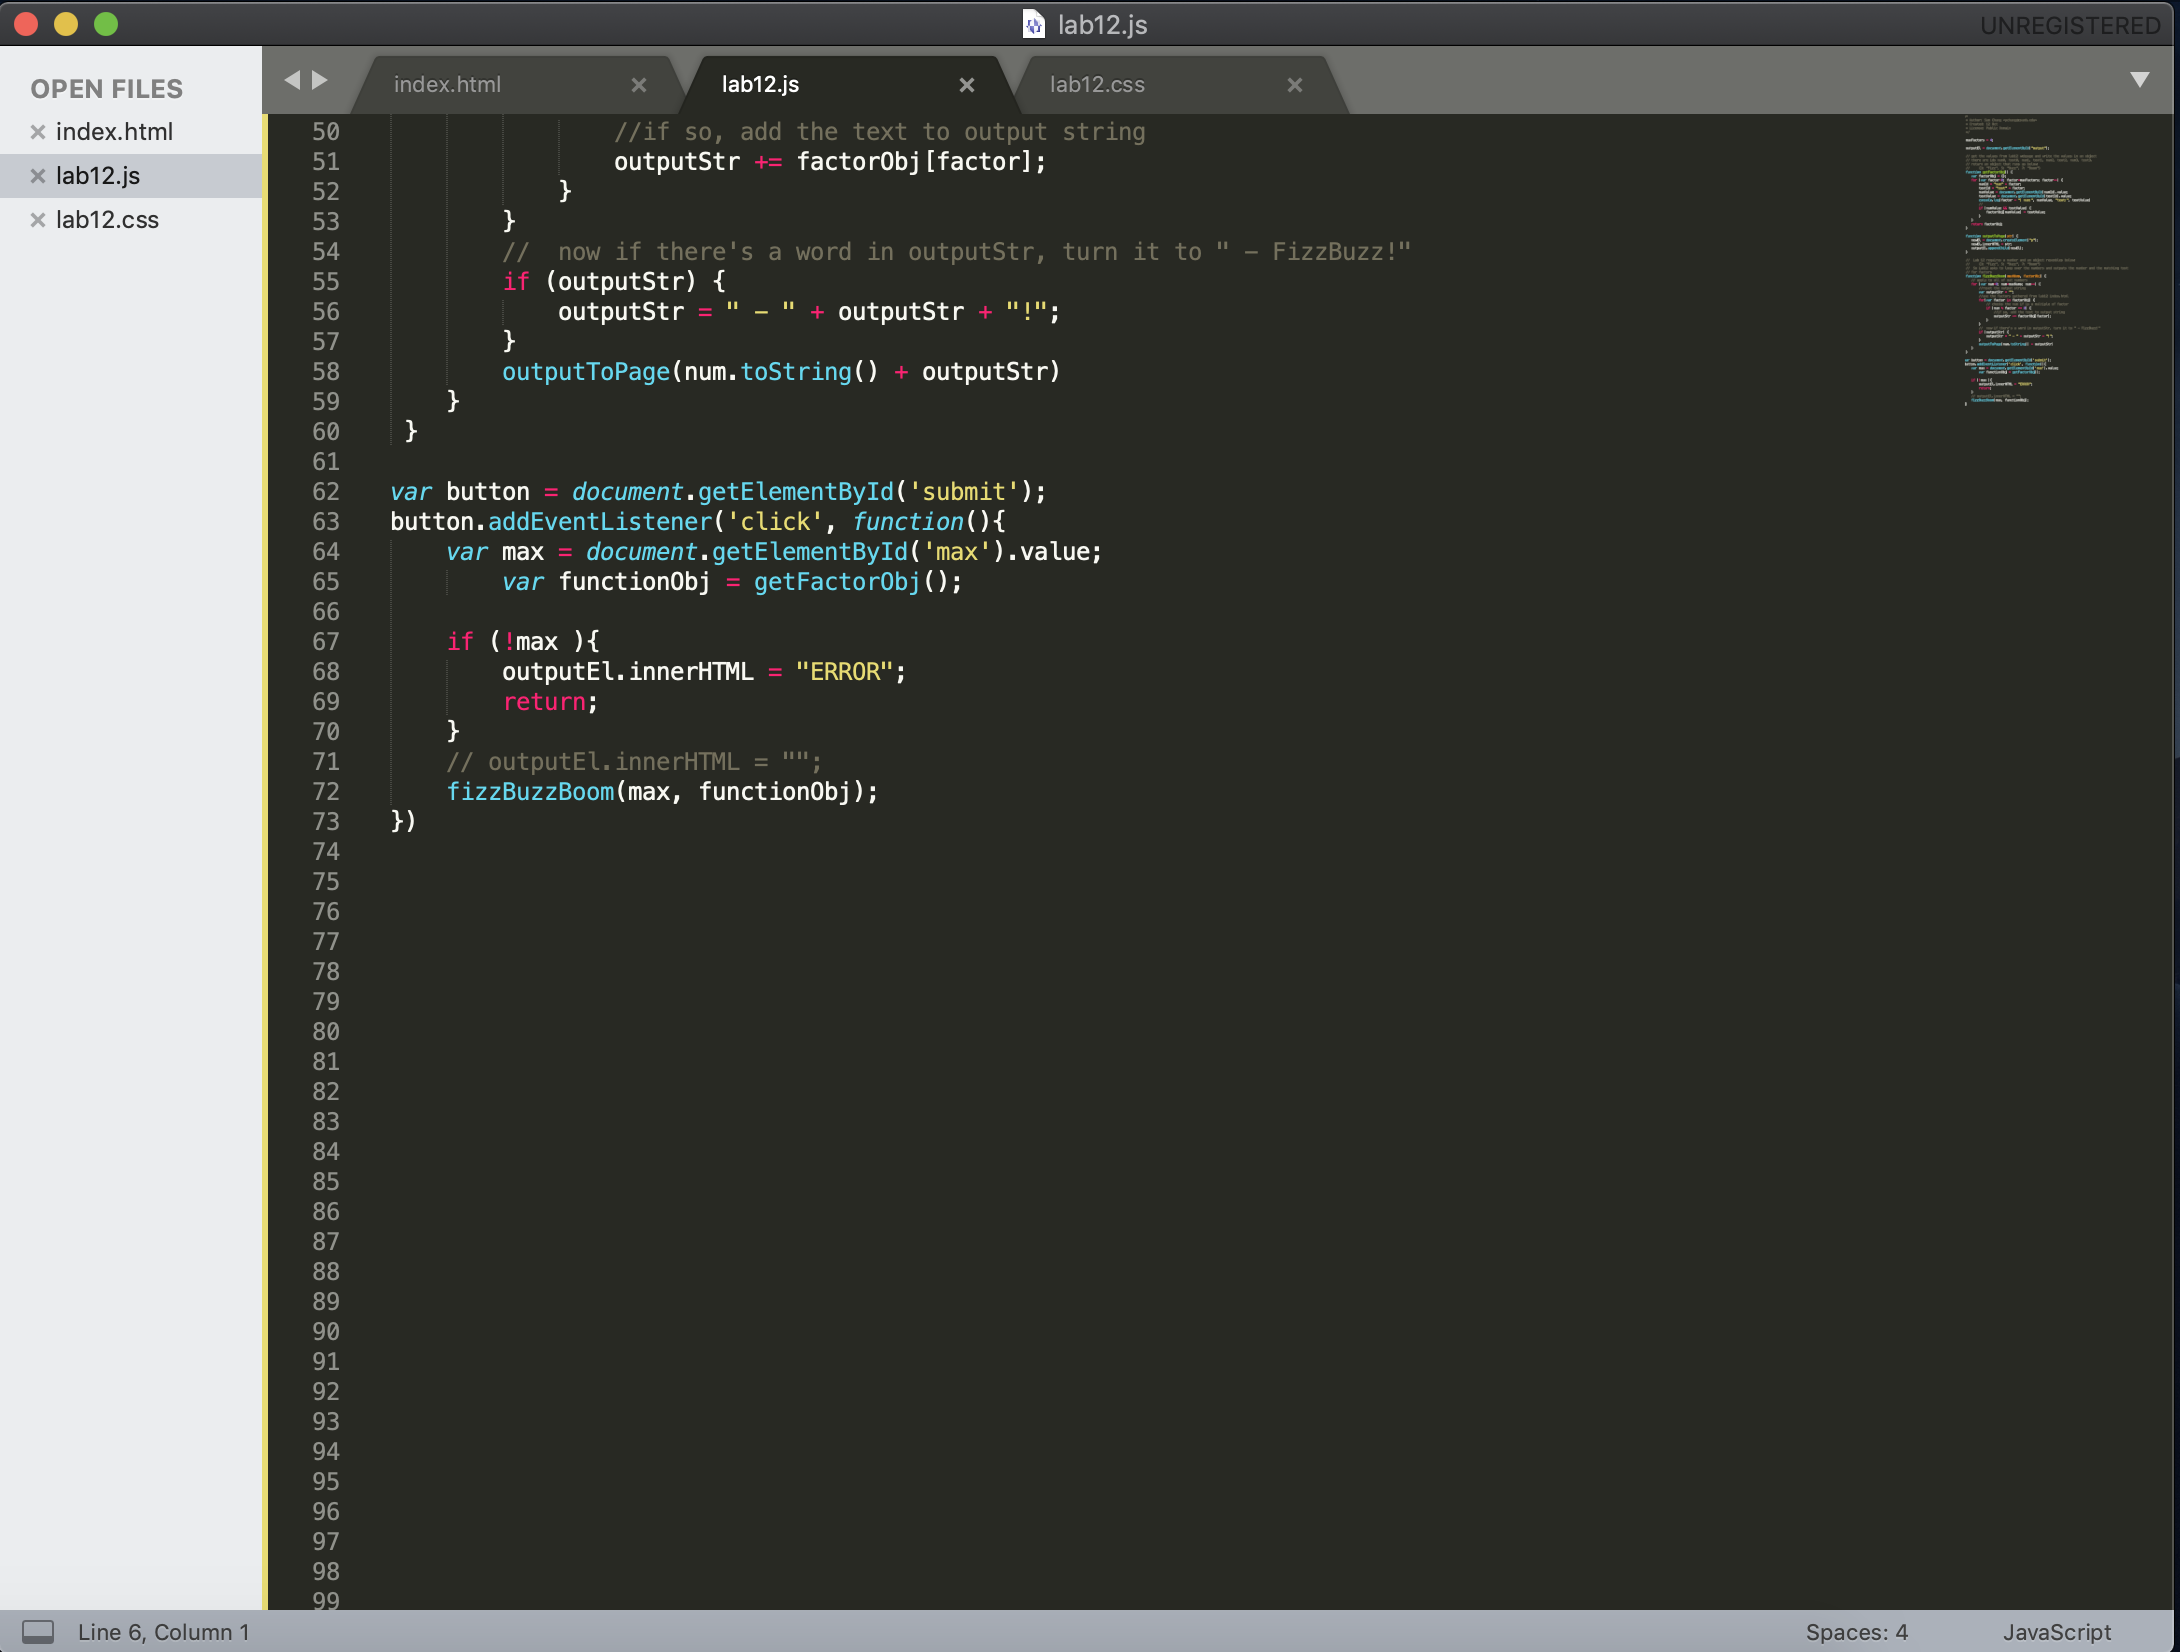 lab12.js
UNREGISTERED
OPEN FILES
index.html
lab12.js
lab12.css
index.html
lab12.js
lab12.css
50 //if so, add the text to output string
51 outputStr += factorObj[factor];
52 }
53 }
54 //  now if there's a word in outputStr, turn it to " - FizzBuzz!"
55 if (outputStr) {
56 outputStr = " - " + outputStr + "!";
57 }
58 outputToPage(num.toString() + outputStr)
59 }
60 }
61
62 var button = document.getElementById('submit');
63 button.addEventListener('click', function(){
64 var max = document.getElementById('max').value;
65 var functionObj = getFactorObj();
66
67 if (!max ){
68 outputEl.innerHTML = "ERROR";
69 return;
70 }
71 // outputEl.innerHTML = "";
72 fizzBuzzBoom(max, functionObj);
73 })
74
75
76
77
78
79
80
81
82
83
84
85
86
87
88
89
90
91
92
93
94
95
96
97
98
99
Line 6, Column 1
Spaces: 4
JavaScript